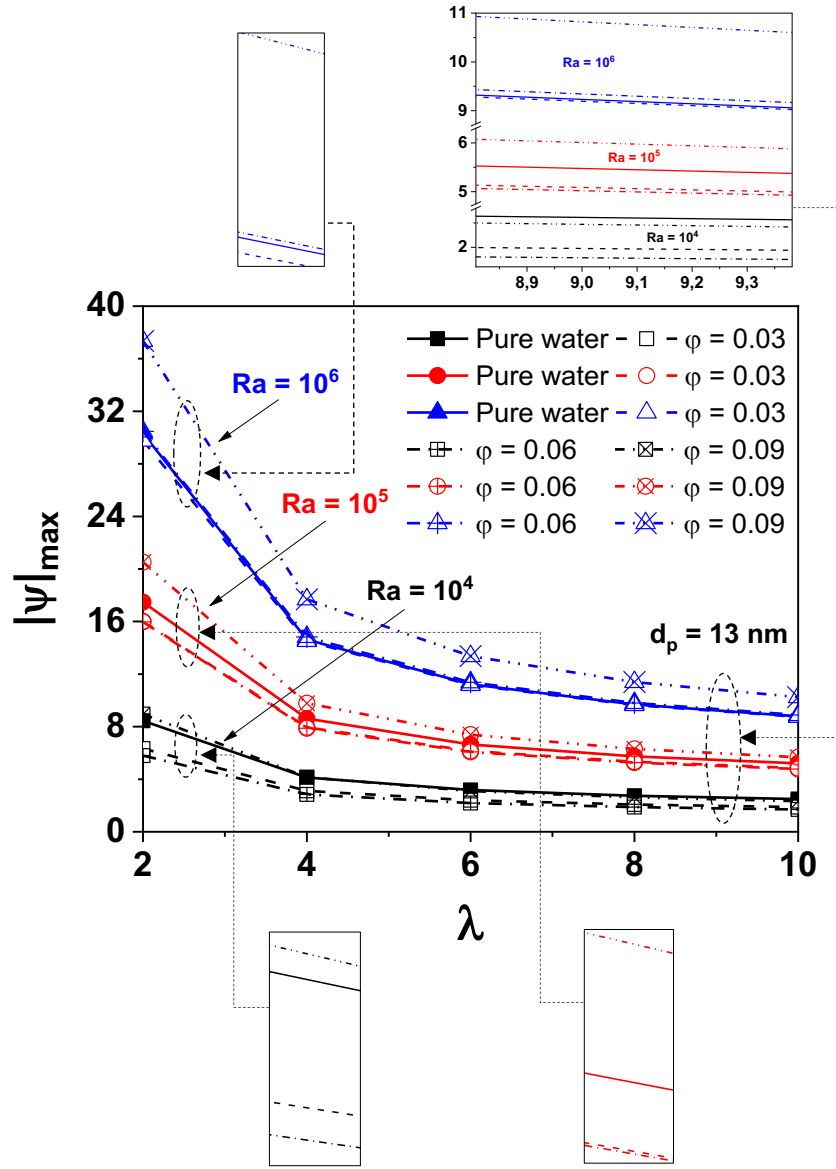 11
10
9
6
5
2
Ra = 10⁶
Ra = 10⁵
Ra = 10⁴
8,9 9,0 9,1 9,2 9,3
40
32
24
16
8
0
|ψ|max
Pure water φ = 0.03
Pure water φ = 0.03
Pure water φ = 0.03
φ = 0.06 φ = 0.09
φ = 0.06 φ = 0.09
φ = 0.06 φ = 0.09
Ra = 10⁶
Ra = 10⁵
Ra = 10⁴
dₚ = 13 nm
2 4 6 8 10
λ